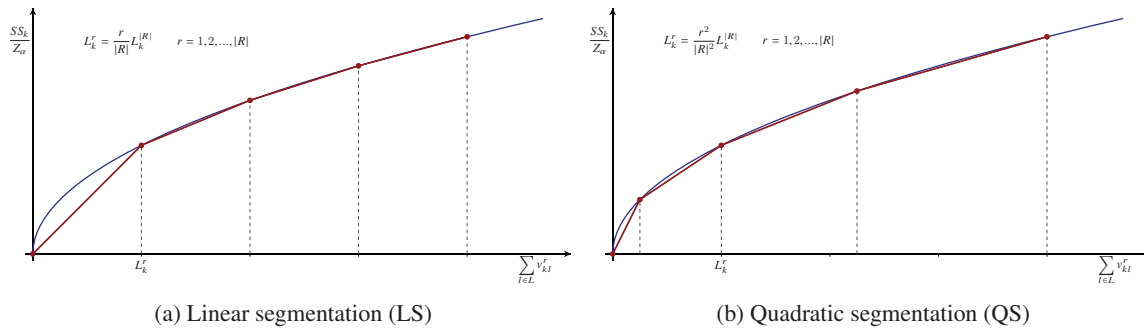 SS_k / Z_α
L_k^r = r/|R| L_k^{|R|} r = 1,2,...,|R|
L_k^r
∑_{l∈L} v_{kl}^r
(a) Linear segmentation (LS)
SS_k / Z_α
L_k^r = r²/|R|² L_k^{|R|} r = 1,2,...,|R|
L_k^r
∑_{l∈L} v_{kl}^r
(b) Quadratic segmentation (QS)